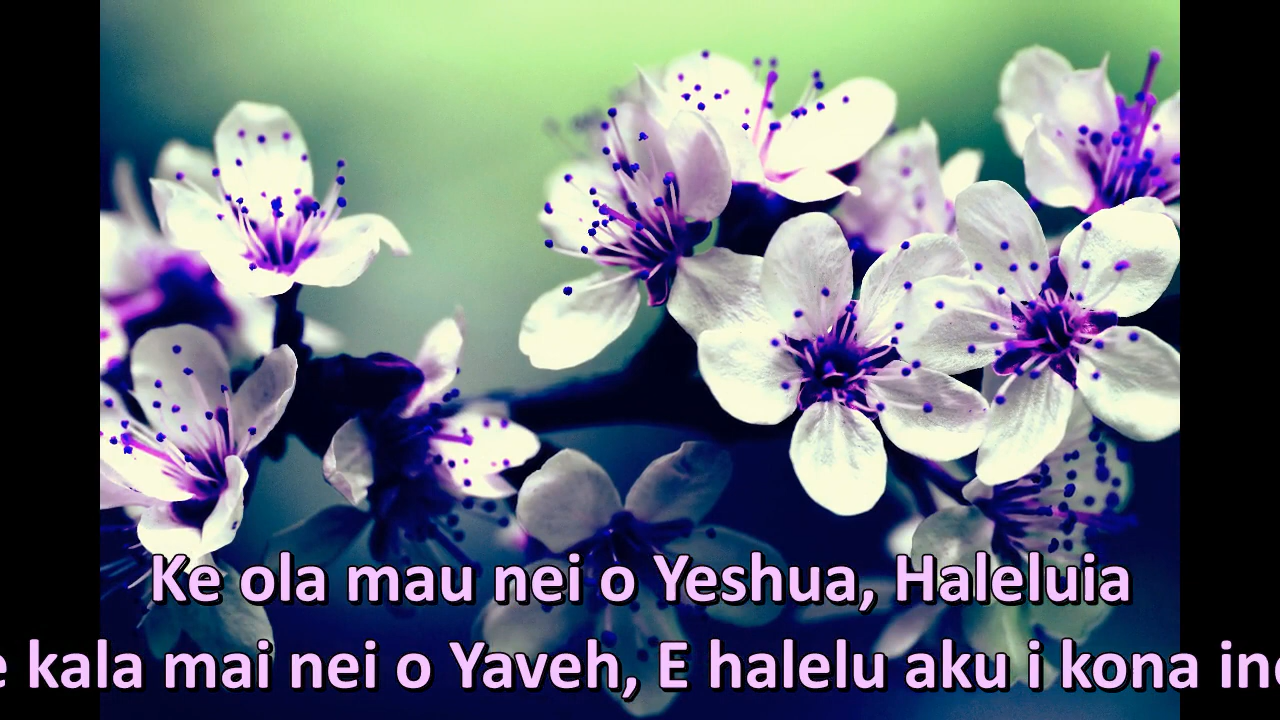 Ke ola mau nei o Yeshua, Haleluia
kala mai nei o Yaveh, E halelu aku i kona